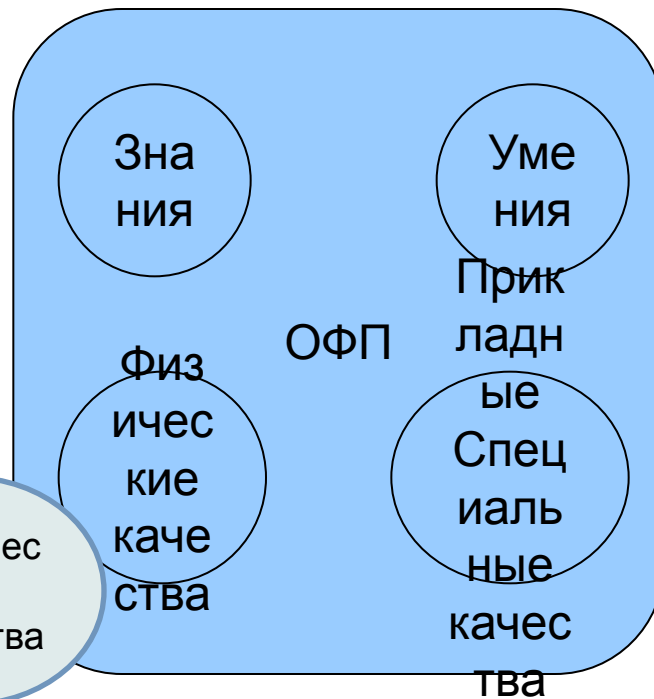 Зна
ния
Уме
ния
ОФП
Физ
ичес
кие
каче
ства
Прик
ладн
ые
Спец
иаль
ные
качес
тва
ес
тва